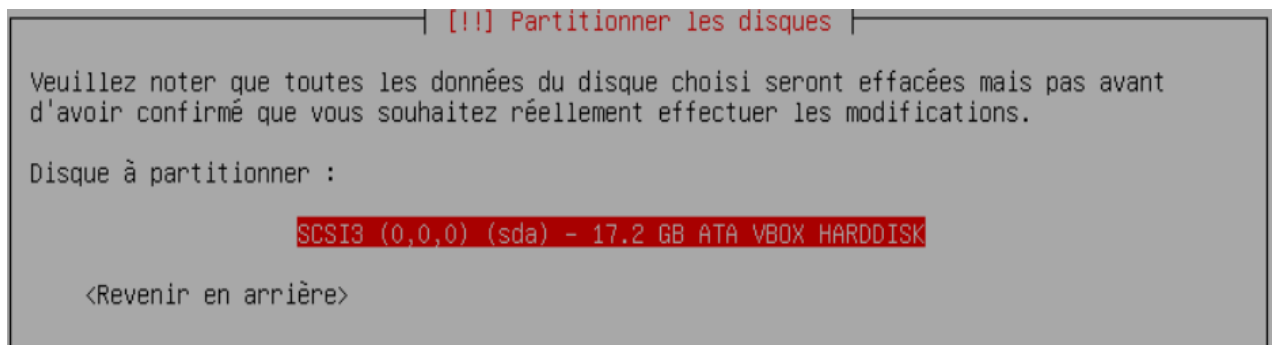 [!!] Partitionner les disques
Veuillez noter que toutes les données du disque choisi seront effacées mais pas avant
d'avoir confirmé que vous souhaitez réellement effectuer les modifications.
Disque à partitionner :
SCSI3 (0,0,0) (sda) - 17.2 GB ATA VBOX HARDDISK
<Revenir en arrière>